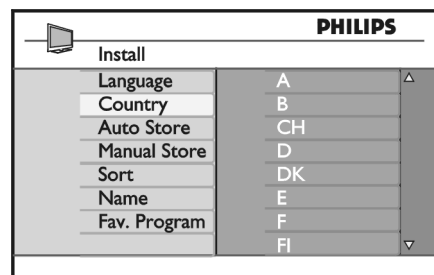 PHILIPS
Install
Language A
Country B
Auto Store CH
Manual Store D
Sort DK
Name E
Fav. Program F
FI